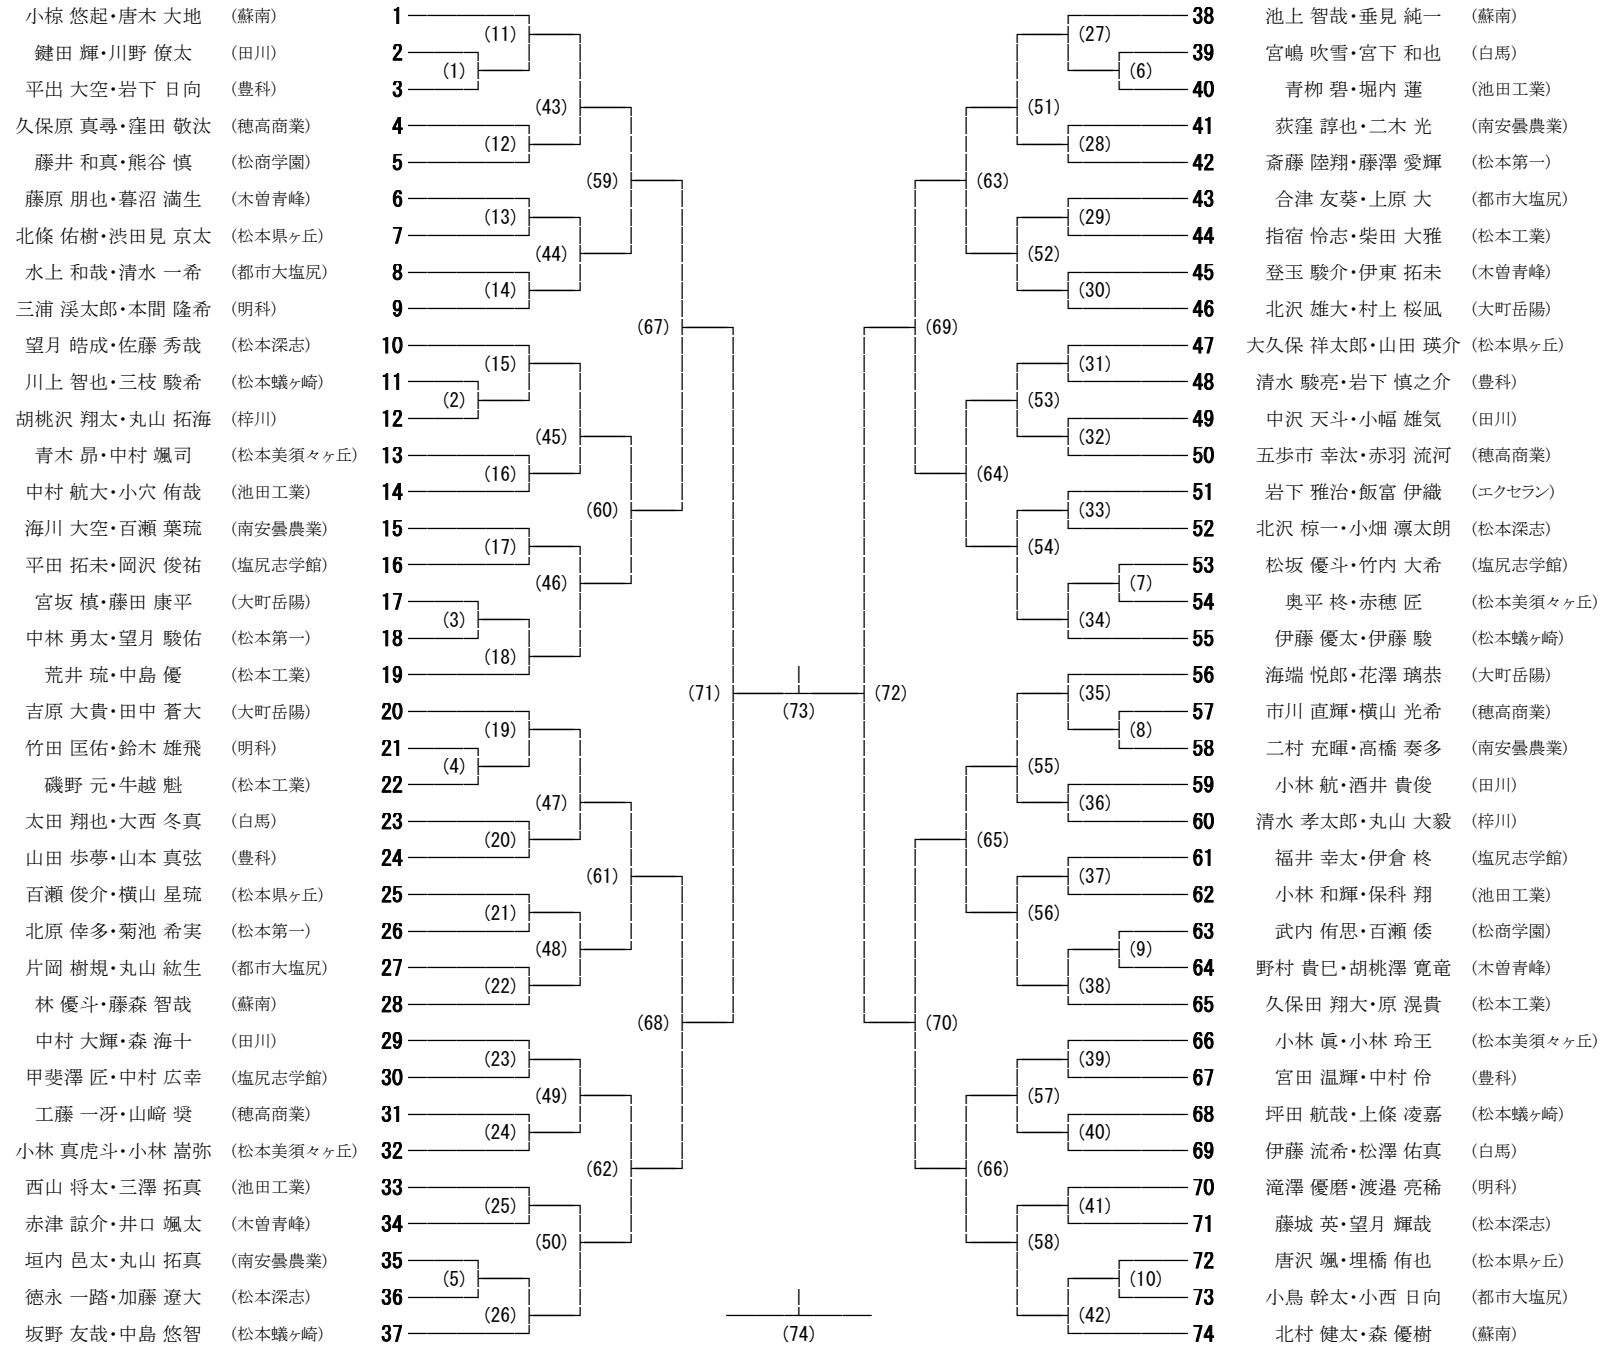 小椋 悠起・唐木 大地 (蘇南) 1
鍵田 輝・川野 僚太 (田川) 2
平出 大空・岩下 日向 (豊科) 3
久保原 真尋・窪田 敬汰 (穂高商業) 4
藤井 和真・熊谷 慎 (松商学園) 5
藤原 朋也・暮沼 満生 (木曽青峰) 6
北條 佑樹・渋田見 京太 (松本県ヶ丘) 7
水上 和哉・清水 一希 (都市大塩尻) 8
三浦 渓太郎・本間 隆希 (明科) 9
望月 皓成・佐藤 秀哉 (松本深志) 10
川上 智也・三枝 駿希 (松本蟻ヶ崎) 11
胡桃沢 翔太・丸山 拓海 (梓川) 12
青木 昴・中村 颯司 (松本美須々ヶ丘) 13
中村 航大・小穴 侑哉 (池田工業) 14
海川 大空・百瀬 葉琉 (南安曇農業) 15
平田 拓未・岡沢 俊祐 (塩尻志学館) 16
宮坂 槙・藤田 康平 (大町岳陽) 17
中林 勇太・望月 駿佑 (松本第一) 18
荒井 琉・中島 優 (松本工業) 19
吉原 大貴・田中 蒼大 (大町岳陽) 20
竹田 匡佑・鈴木 雄飛 (明科) 21
磯野 元・牛越 魁 (松本工業) 22
太田 翔也・大西 冬真 (白馬) 23
山田 歩夢・山本 真弦 (豊科) 24
百瀬 俊介・横山 星琉 (松本県ヶ丘) 25
北原 倖多・菊池 希実 (松本第一) 26
片岡 樹規・丸山 紘生 (都市大塩尻) 27
林 優斗・藤森 智哉 (蘇南) 28
中村 大輝・森 海十 (田川) 29
甲斐澤 匠・中村 広幸 (塩尻志学館) 30
工藤 一冴・山﨑 奨 (穂高商業) 31
小林 真虎斗・小林 嵩弥 (松本美須々ヶ丘) 32
西山 将太・三澤 拓真 (池田工業) 33
赤津 諒介・井口 颯太 (木曽青峰) 34
垣内 邑太・丸山 拓真 (南安曇農業) 35
徳永 一踏・加藤 遼大 (松本深志) 36
坂野 友哉・中島 悠智 (松本蟻ヶ崎) 37
(1)
(2)
(3)
(4)
(5)
(11)
(12)
(13)
(14)
(15)
(16)
(17)
(18)
(19)
(20)
(21)
(22)
(23)
(24)
(25)
(26)
(43)
(44)
(45)
(46)
(47)
(48)
(49)
(50)
(59)
(60)
(61)
(62)
(67)
(68)
(71)
(73)
(74)
(72)
(69)
(70)
(63)
(64)
(65)
(66)
(51)
(52)
(53)
(54)
(55)
(56)
(57)
(58)
(27)
(28)
(29)
(30)
(31)
(32)
(33)
(34)
(35)
(36)
(37)
(38)
(39)
(40)
(41)
(42)
(6)
(7)
(8)
(9)
(10)
38 池上 智哉・垂見 純一 (蘇南)
39 宮嶋 吹雪・宮下 和也 (白馬)
40 青栁 碧・堀内 蓮 (池田工業)
41 荻窪 諄也・二木 光 (南安曇農業)
42 斎藤 陸翔・藤澤 愛輝 (松本第一)
43 合津 友葵・上原 大 (都市大塩尻)
44 指宿 怜志・柴田 大雅 (松本工業)
45 登玉 駿介・伊東 拓未 (木曽青峰)
46 北沢 雄大・村上 桜凪 (大町岳陽)
47 大久保 祥太郎・山田 瑛介 (松本県ヶ丘)
48 清水 駿亮・岩下 慎之介 (豊科)
49 中沢 天斗・小幅 雄気 (田川)
50 五歩市 幸汰・赤羽 流河 (穂高商業)
51 岩下 雅治・飯富 伊織 (エクセラン)
52 北沢 椋一・小畑 凛太朗 (松本深志)
53 松坂 優斗・竹内 大希 (塩尻志学館)
54 奥平 柊・赤穂 匠 (松本美須々ヶ丘)
55 伊藤 優太・伊藤 駿 (松本蟻ヶ崎)
56 海端 悦郎・花澤 璃恭 (大町岳陽)
57 市川 直輝・横山 光希 (穂高商業)
58 二村 充暉・高橋 奏多 (南安曇農業)
59 小林 航・酒井 貴俊 (田川)
60 清水 孝太郎・丸山 大毅 (梓川)
61 福井 幸太・伊倉 柊 (塩尻志学館)
62 小林 和輝・保科 翔 (池田工業)
63 武内 侑思・百瀬 倭 (松商学園)
64 野村 貴巳・胡桃澤 寛竜 (木曽青峰)
65 久保田 翔大・原 滉貴 (松本工業)
66 小林 眞・小林 玲王 (松本美須々ヶ丘)
67 宮田 温輝・中村 伶 (豊科)
68 坪田 航哉・上條 凌嘉 (松本蟻ヶ崎)
69 伊藤 流希・松澤 佑真 (白馬)
70 滝澤 優磨・渡邉 亮稀 (明科)
71 藤城 英・望月 輝哉 (松本深志)
72 唐沢 颯・埋橋 侑也 (松本県ヶ丘)
73 小鳥 幹太・小西 日向 (都市大塩尻)
74 北村 健太・森 優樹 (蘇南)